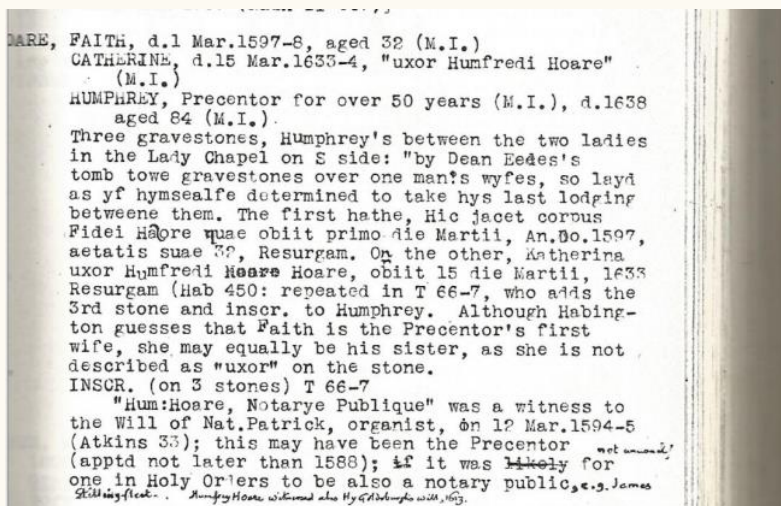 OARE, FAITH, d.1 Mar.1597-8, aged 32 (M.I.)
CATHERINE, d.15 Mar.1633-4, "uxor Humfredi Hoare"
(M.I.)
HUMPHREY, Precentor for over 50 years (M.I.), d.1638
aged 84 (M.I.).
Three gravestones, Humphrey's between the two ladies
in the Lady Chapel on S side: "by Dean Eedes's
tomb towe gravestones over one man's wyfes, so layd
as yf hymsealfe determined to take hys last lodging
betweene them. The first hathe, Hic jacet corpus
Fidei Hoore quae obiit primo die Martii, An.Do.1597,
aetatis suae 32, Resurgam. On the other, Katherina
uxor Humfredi Hoare Hoare, obiit 15 die Martii, 1633
Resurgam (Hab 450: repeated in T 66-7, who adds the
3rd stone and inscr. to Humphrey. Although Habing-
ton guesses that Faith is the Precentor's first
wife, she may equally be his sister, as she is not
described as "uxor" on the stone.
INSCR. (on 3 stones) T 66-7
"Hum:Hoare, Notarye Publique" was a witness to
the Will of Nat.Patrick, organist, on 12 Mar.1594-5
(Atkins 33); this may have been the Precentor
not unusual
(apptd not later than 1588); if it was likely for
one in Holy Orders to be also a notary public, e.g. James
Stillingfleet. Humfrey Hoare witnessed also Hy Goldsburghs will, 1613.